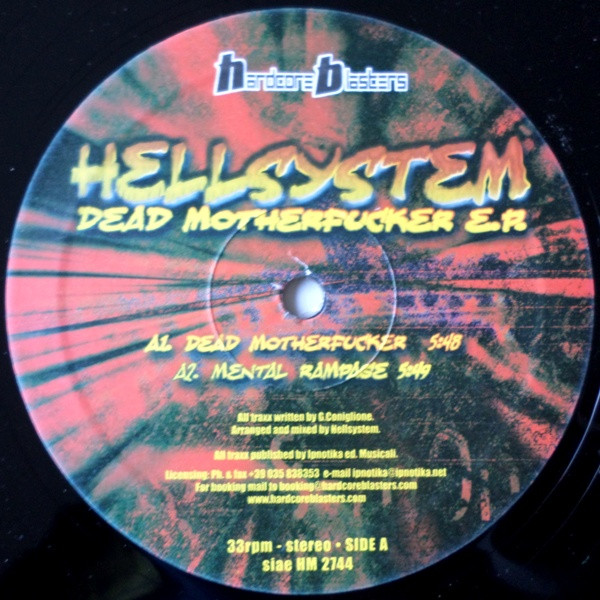 hardcore blasters
HELLSYSTEM
DEAD MOTHERFUCKER E.P.
A1. DEAD MOTHERFUCKER 5:48
A2. MENTAL RAMPAGE 5:49
All traxx written by G.Coniglione.
Arranged and mixed by Hellsystem.
All traxx published by Ipnotika ed. Musicali.
Licensing: Ph. & fax +39 035 838353 e-mail ipnotika@ipnotika.net
For booking mail to booking@hardcoreblasters.com
www.hardcoreblasters.com
33rpm - stereo • SIDE A
siae HM 2744